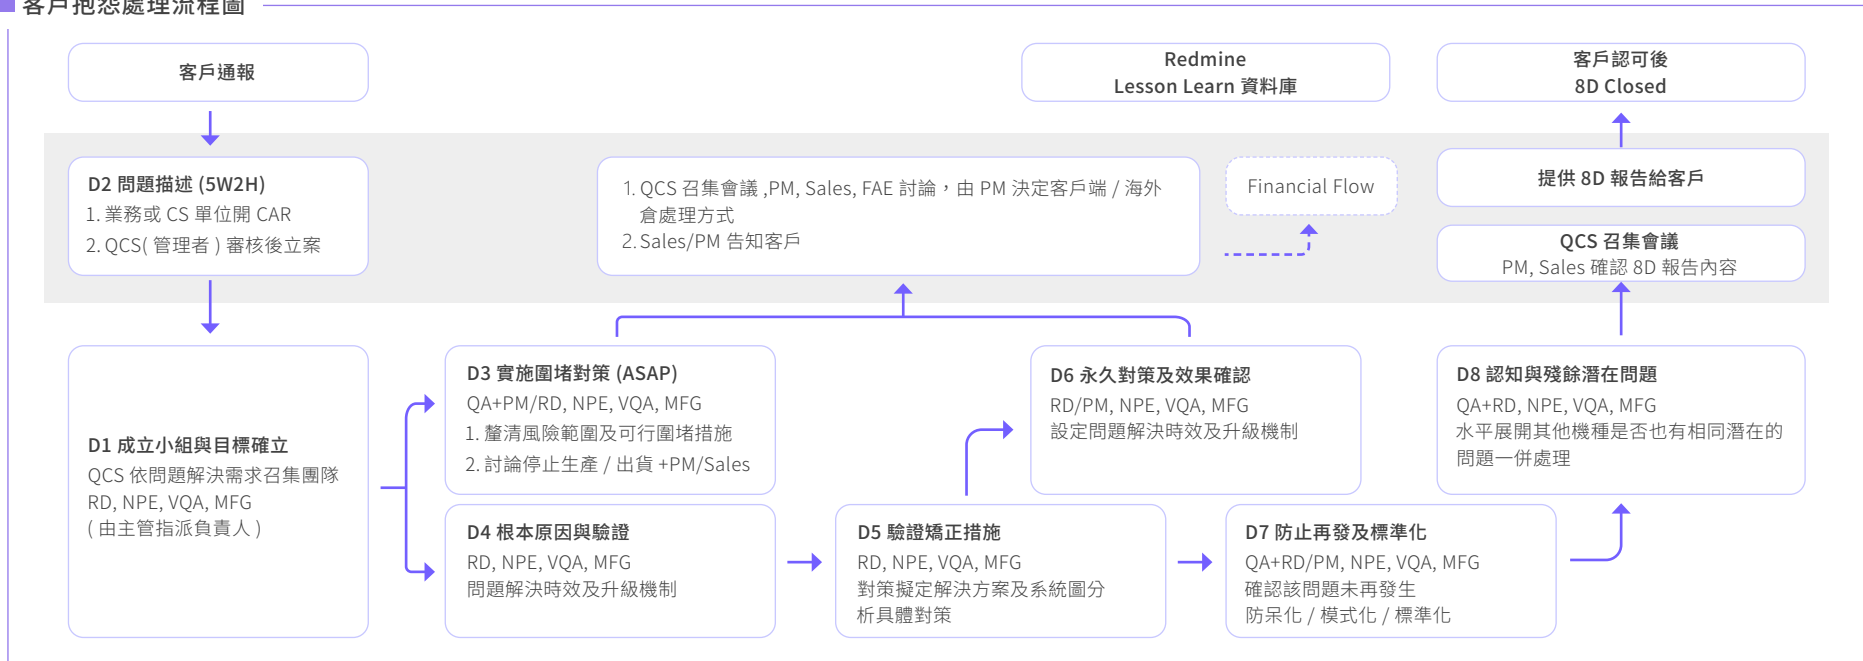 客戶抱怨處理流程圖
客戶通報
Redmine
Lesson Learn 資料庫
客戶認可後
8D Closed
D2 問題描述 (5W2H)
1. 業務或 CS 單位開 CAR
2. QCS( 管理者 ) 審核後立案
1. QCS 召集會議 ,PM, Sales, FAE 討論，由 PM 決定客戶端 / 海外
倉處理方式
2. Sales/PM 告知客戶
Financial Flow
提供 8D 報告給客戶
QCS 召集會議
PM, Sales 確認 8D 報告內容
D1 成立小組與目標確立
QCS 依問題解決需求召集團隊
RD, NPE, VQA, MFG
( 由主管指派負責人 )
D3 實施圍堵對策 (ASAP)
QA+PM/RD, NPE, VQA, MFG
1. 釐清風險範圍及可行圍堵措施
2. 討論停止生產 / 出貨 +PM/Sales
D4 根本原因與驗證
RD, NPE, VQA, MFG
問題解決時效及升級機制
D5 驗證矯正措施
RD, NPE, VQA, MFG
對策擬定解決方案及系統圖分
析具體對策
D6 永久對策及效果確認
RD/PM, NPE, VQA, MFG
設定問題解決時效及升級機制
D7 防止再發及標準化
QA+RD/PM, NPE, VQA, MFG
確認該問題未再發生
防呆化 / 模式化 / 標準化
D8 認知與殘餘潛在問題
QA+RD, NPE, VQA, MFG
水平展開其他機種是否也有相同潛在的
問題一併處理